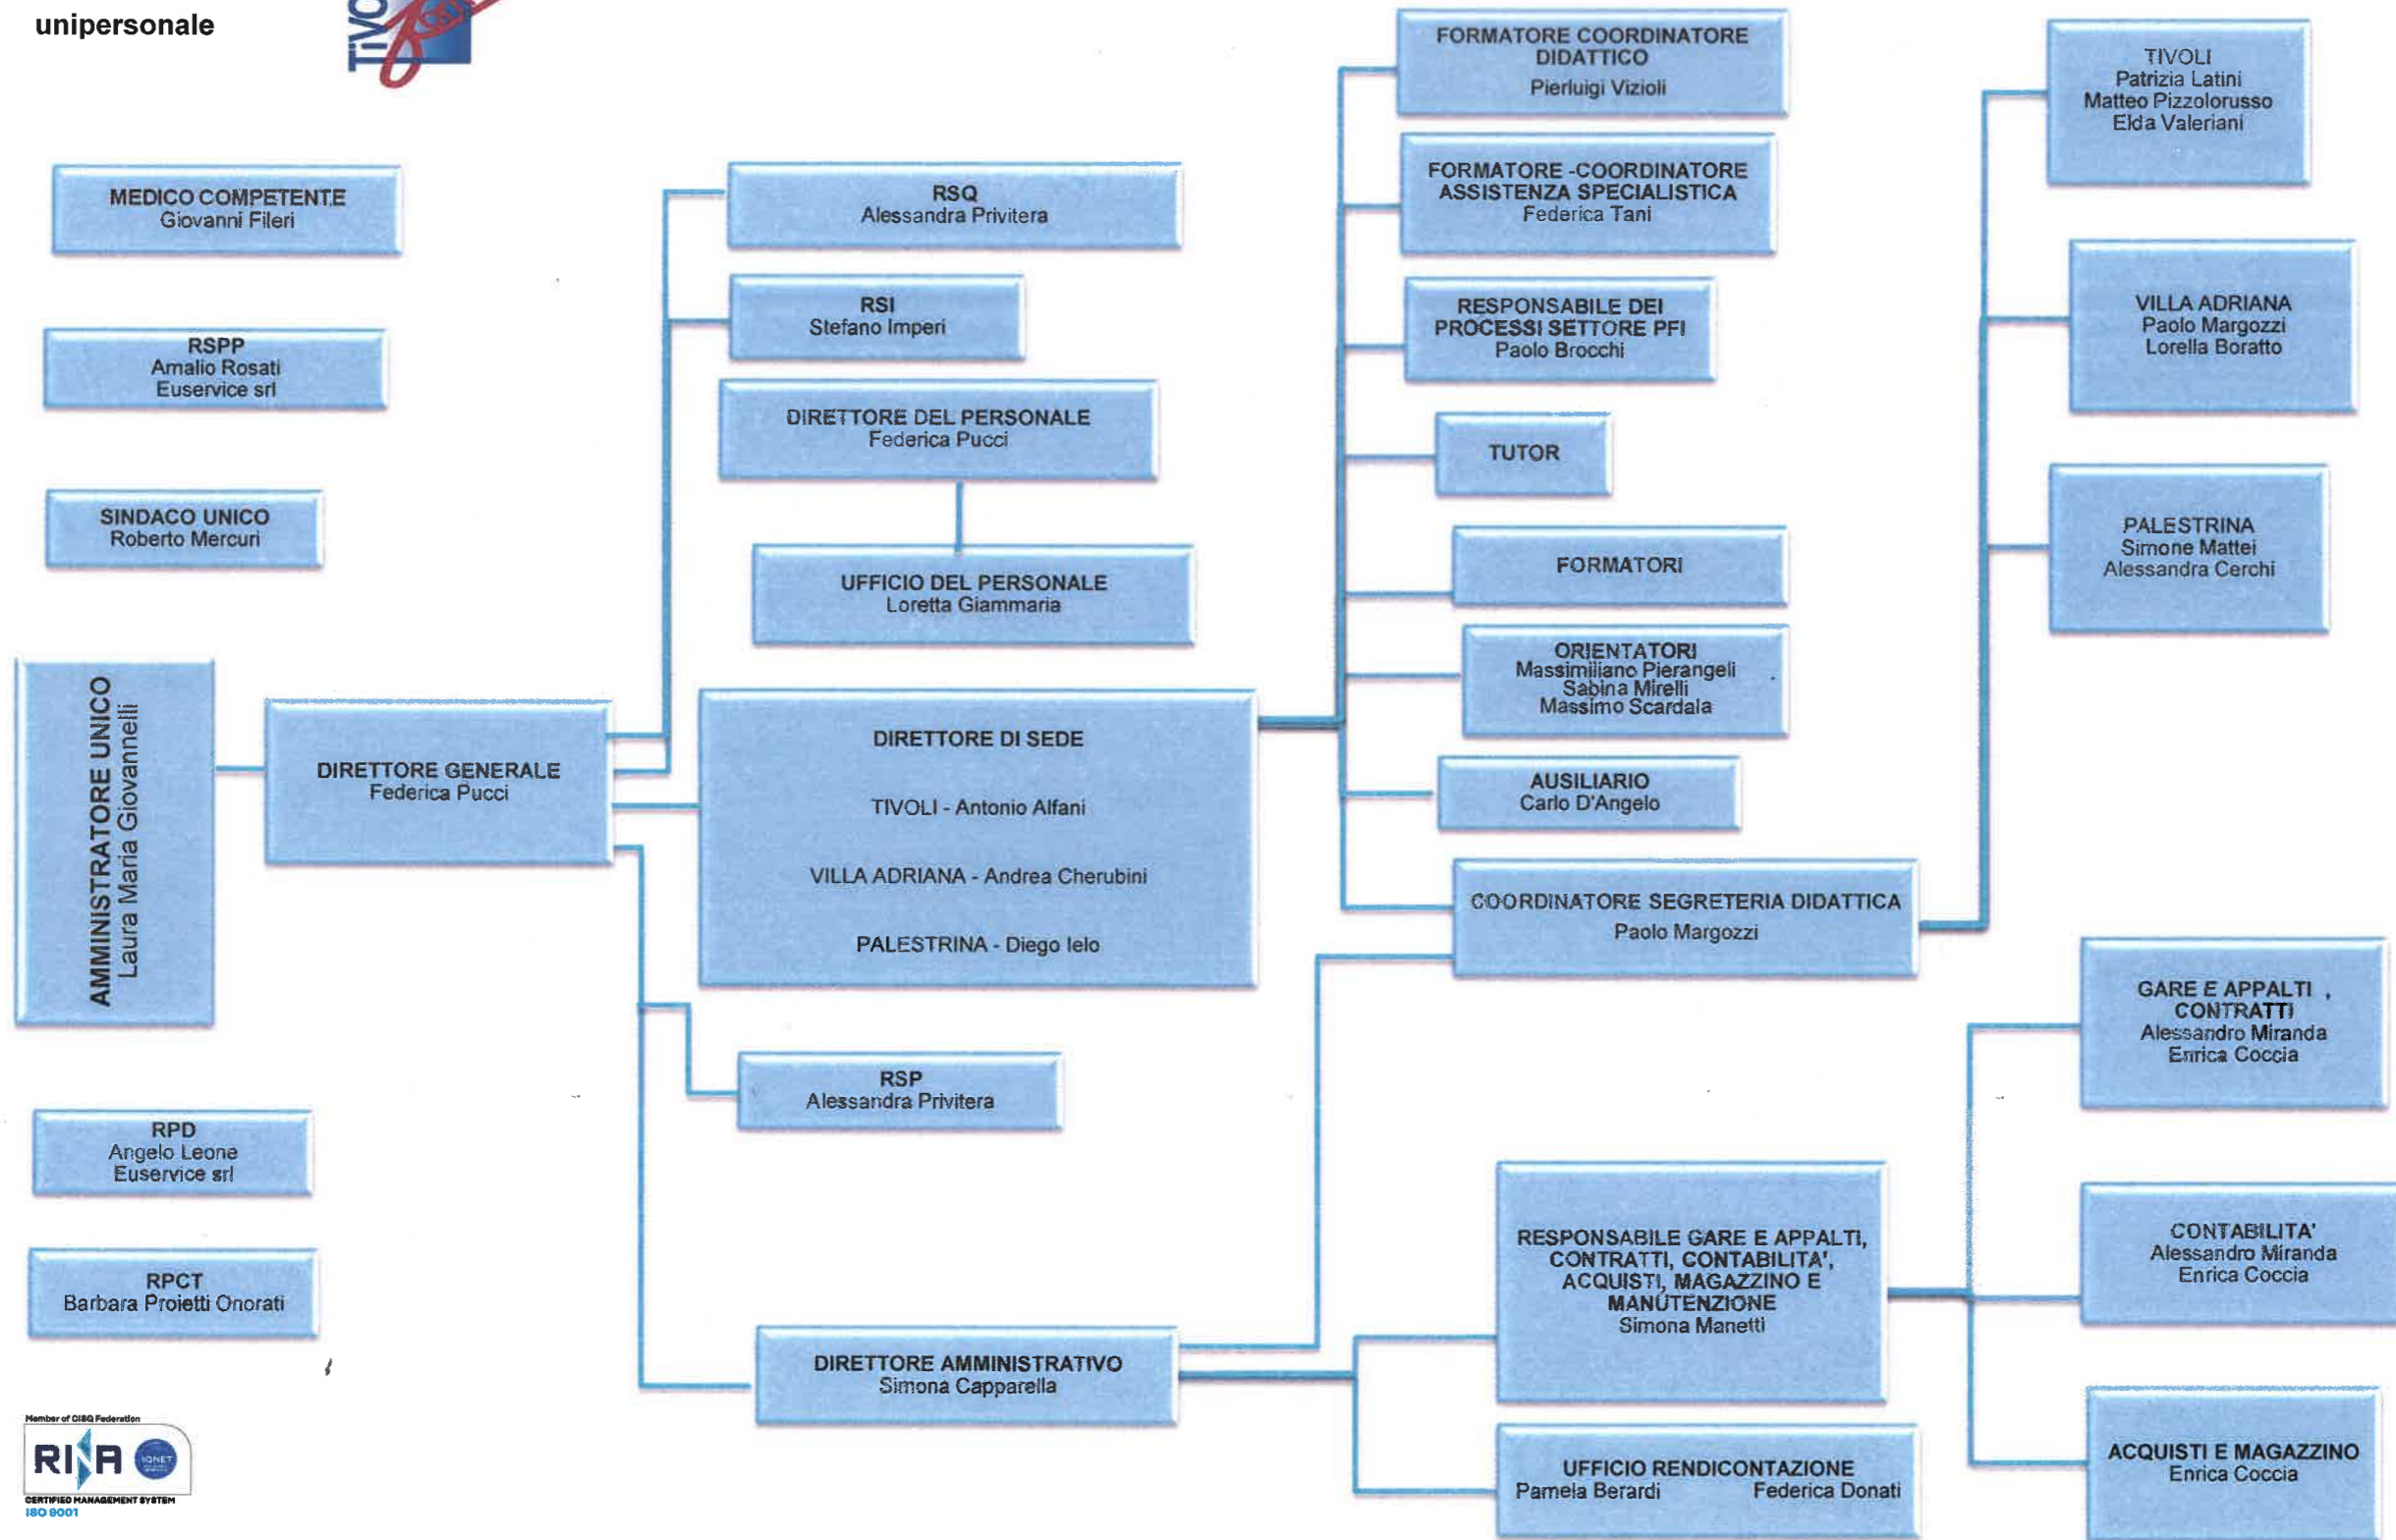 unipersonale
TIVO
MEDICO COMPETENTE
Giovanni Fileri
RSPP
Amalio Rosati
Euservice srl
SINDACO UNICO
Roberto Mercuri
AMMINISTRATORE UNICO
Laura Maria Giovannelli
RPD
Angelo Leone
Euservice srl
RPCT
Barbara Proietti Onorati
DIRETTORE GENERALE
Federica Pucci
RSQ
Alessandra Privitera
RSI
Stefano Imperi
DIRETTORE DEL PERSONALE
Federica Pucci
UFFICIO DEL PERSONALE
Loretta Giammaria
DIRETTORE DI SEDE
TIVOLI - Antonio Alfani
VILLA ADRIANA - Andrea Cherubini
PALESTRINA - Diego Ielo
RSP
Alessandra Privitera
DIRETTORE AMMINISTRATIVO
Simona Capparella
FORMATORE COORDINATORE
DIDATTICO
Pierluigi Vizioli
FORMATORE -COORDINATORE
ASSISTENZA SPECIALISTICA
Federica Tani
RESPONSABILE DEI
PROCESSI SETTORE PFI
Paolo Brocchi
TUTOR
FORMATORI
ORIENTATORI
Massimiliano Pierangeli
Sabina Mirelli
Massimo Scardala
AUSILIARIO
Carlo D'Angelo
COORDINATORE SEGRETERIA DIDATTICA
Paolo Margozzi
RESPONSABILE GARE E APPALTI,
CONTRATTI, CONTABILITA',
ACQUISTI, MAGAZZINO E
MANUTENZIONE
Simona Manetti
UFFICIO RENDICONTAZIONE
Pamela Berardi Federica Donati
TIVOLI
Patrizia Latini
Matteo Pizzolorusso
Elda Valeriani
VILLA ADRIANA
Paolo Margozzi
Lorella Boratto
PALESTRINA
Simone Mattei
Alessandra Cerchi
GARE E APPALTI ,
CONTRATTI
Alessandro Miranda
Enrica Coccia
CONTABILITA'
Alessandro Miranda
Enrica Coccia
ACQUISTI E MAGAZZINO
Enrica Coccia
Member of CISQ Federation
RINA
IQNET
CERTIFIED MANAGEMENT SYSTEM
ISO 9001